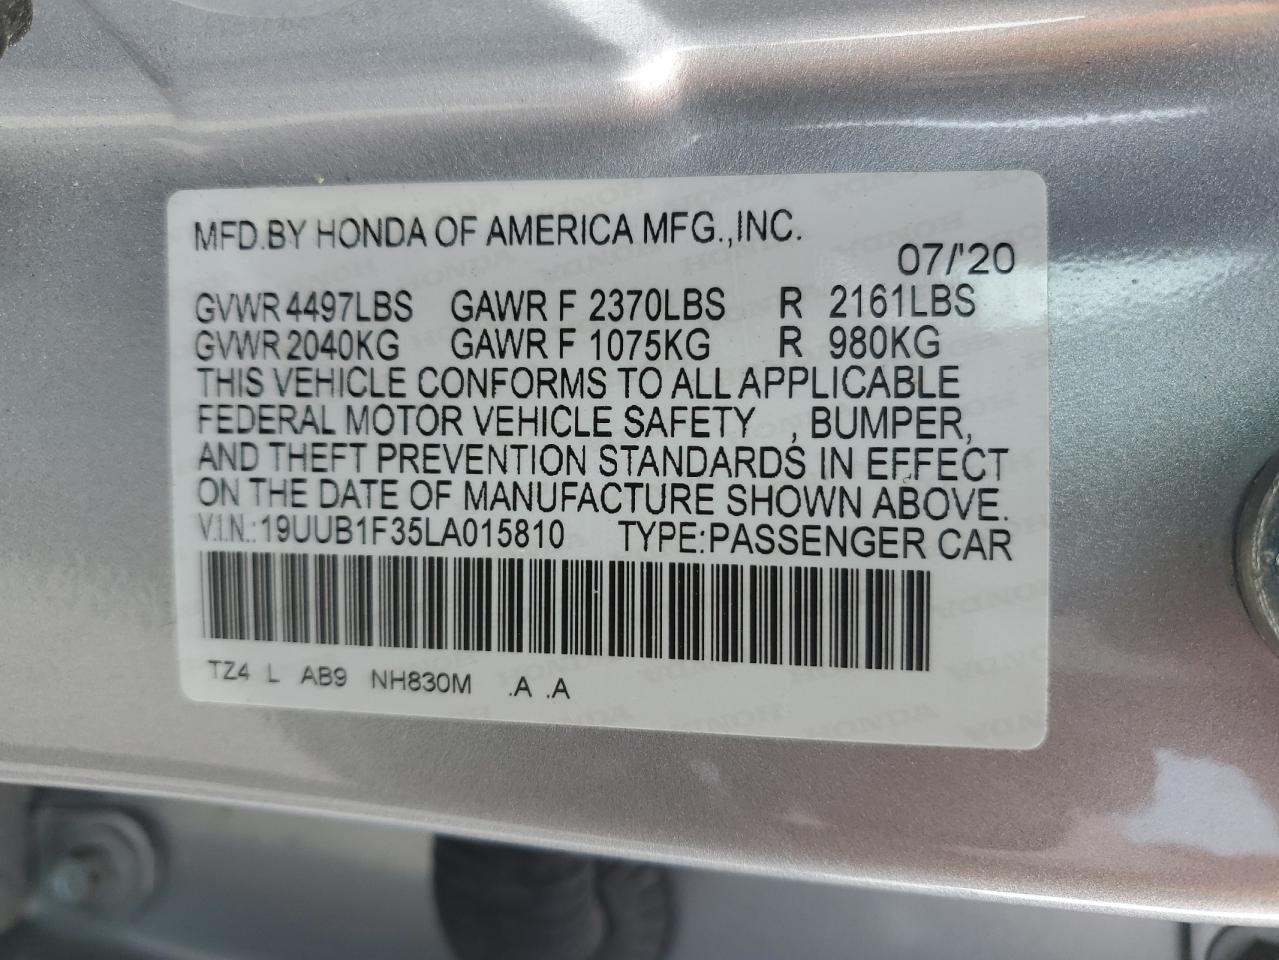 MFD.BY HONDA OF AMERICA MFG.,INC.
07/'20
GVWR 4497LBS GAWR F 2370LBS R 2161LBS
GVWR 2040KG GAWR F 1075KG R 980KG
THIS VEHICLE CONFORMS TO ALL APPLICABLE
FEDERAL MOTOR VEHICLE SAFETY , BUMPER,
AND THEFT PREVENTION STANDARDS IN EFFECT
ON THE DATE OF MANUFACTURE SHOWN ABOVE.
V.I.N.:19UUB1F35LA015810 TYPE:PASSENGER CAR
TZ4 L AB9 NH830M .A .A